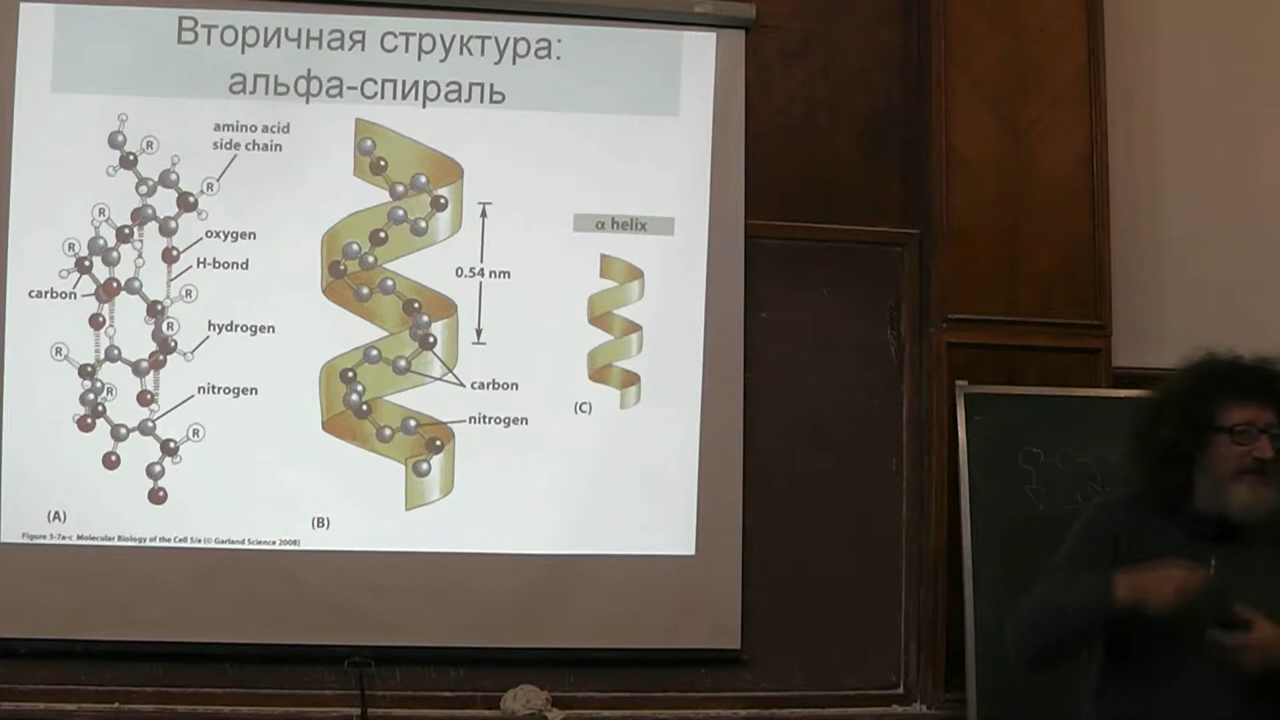 Вторичная структура:
альфа-спираль
amino acid
side chain
R
R
R
R
oxygen
H-bond
carbon
R
R
hydrogen
R
nitrogen
R
R
(A)
0.54 nm
carbon
nitrogen
(B)
α helix
(C)
Figure 3-7a-c Molecular Biology of the Cell 5/e (© Garland Science 2008)